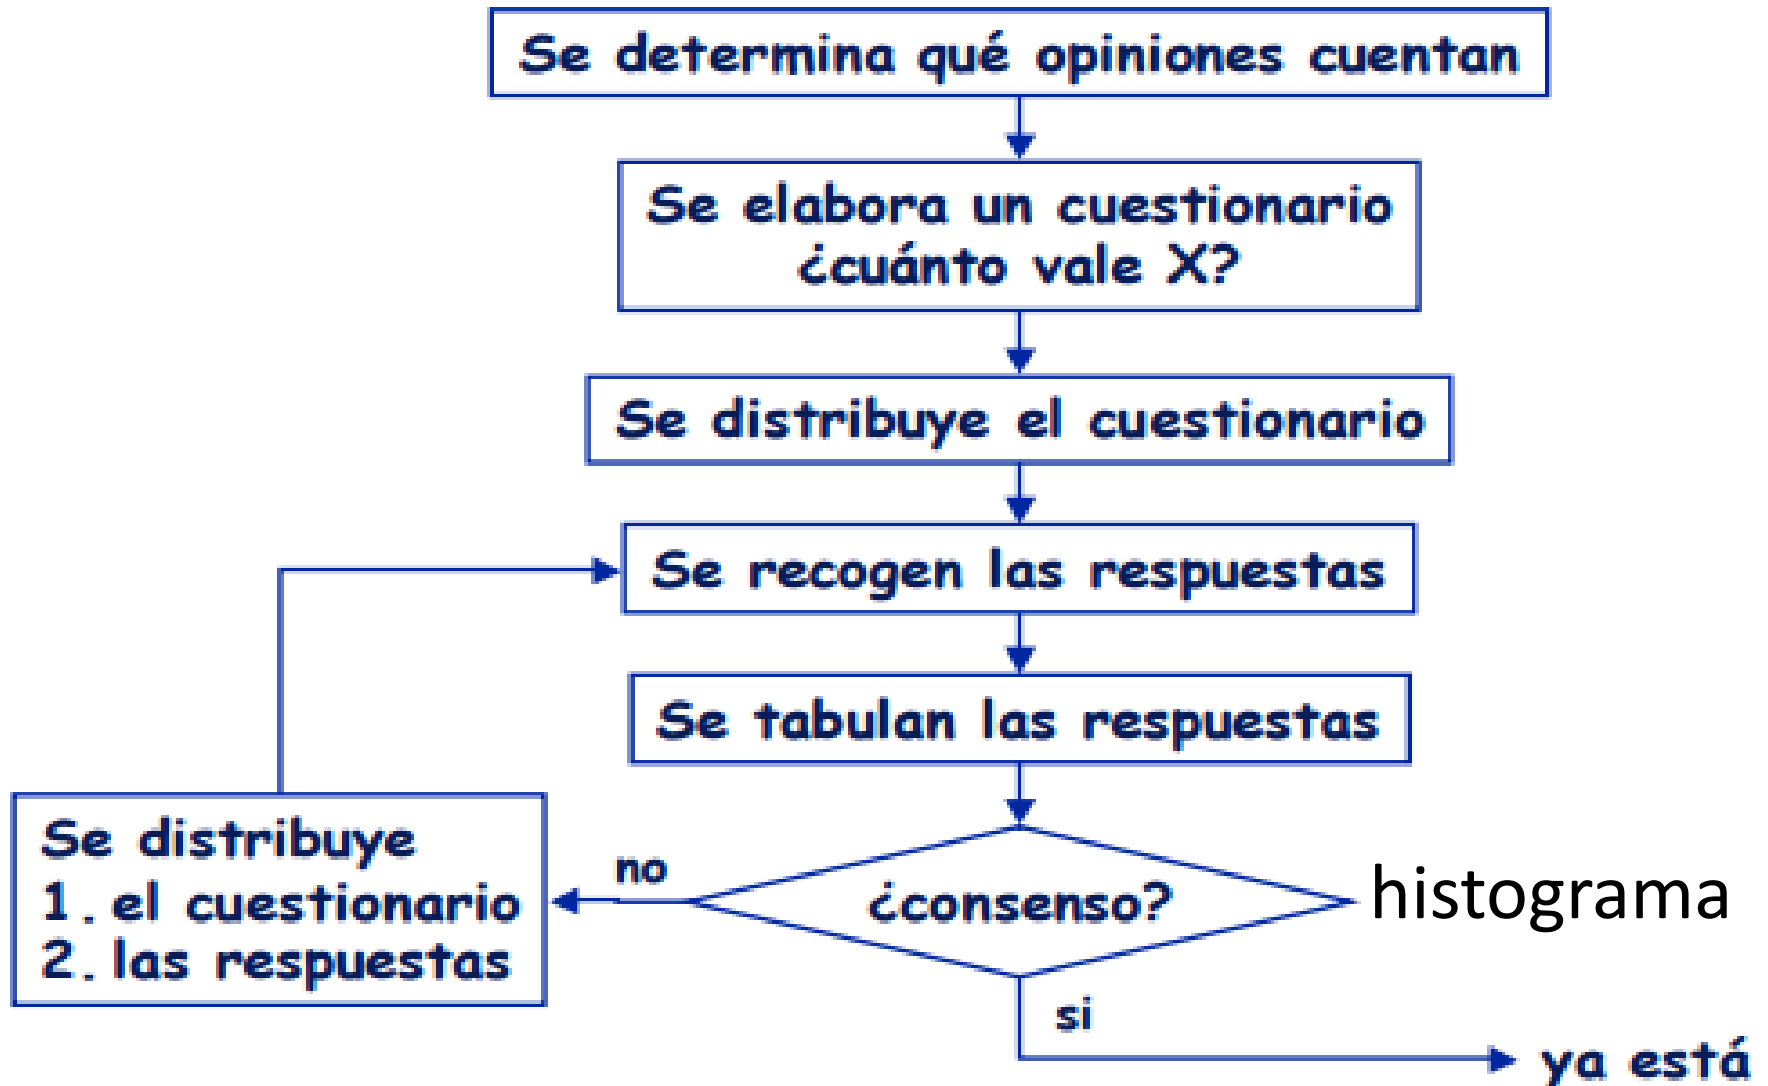 Se determina qué opiniones cuentan
Se elabora un cuestionario
¿cuánto vale X?
Se distribuye el cuestionario
Se recogen las respuestas
Se tabulan las respuestas
Se distribuye
1. el cuestionario
2. las respuestas
no
¿consenso?
histograma
si
ya está